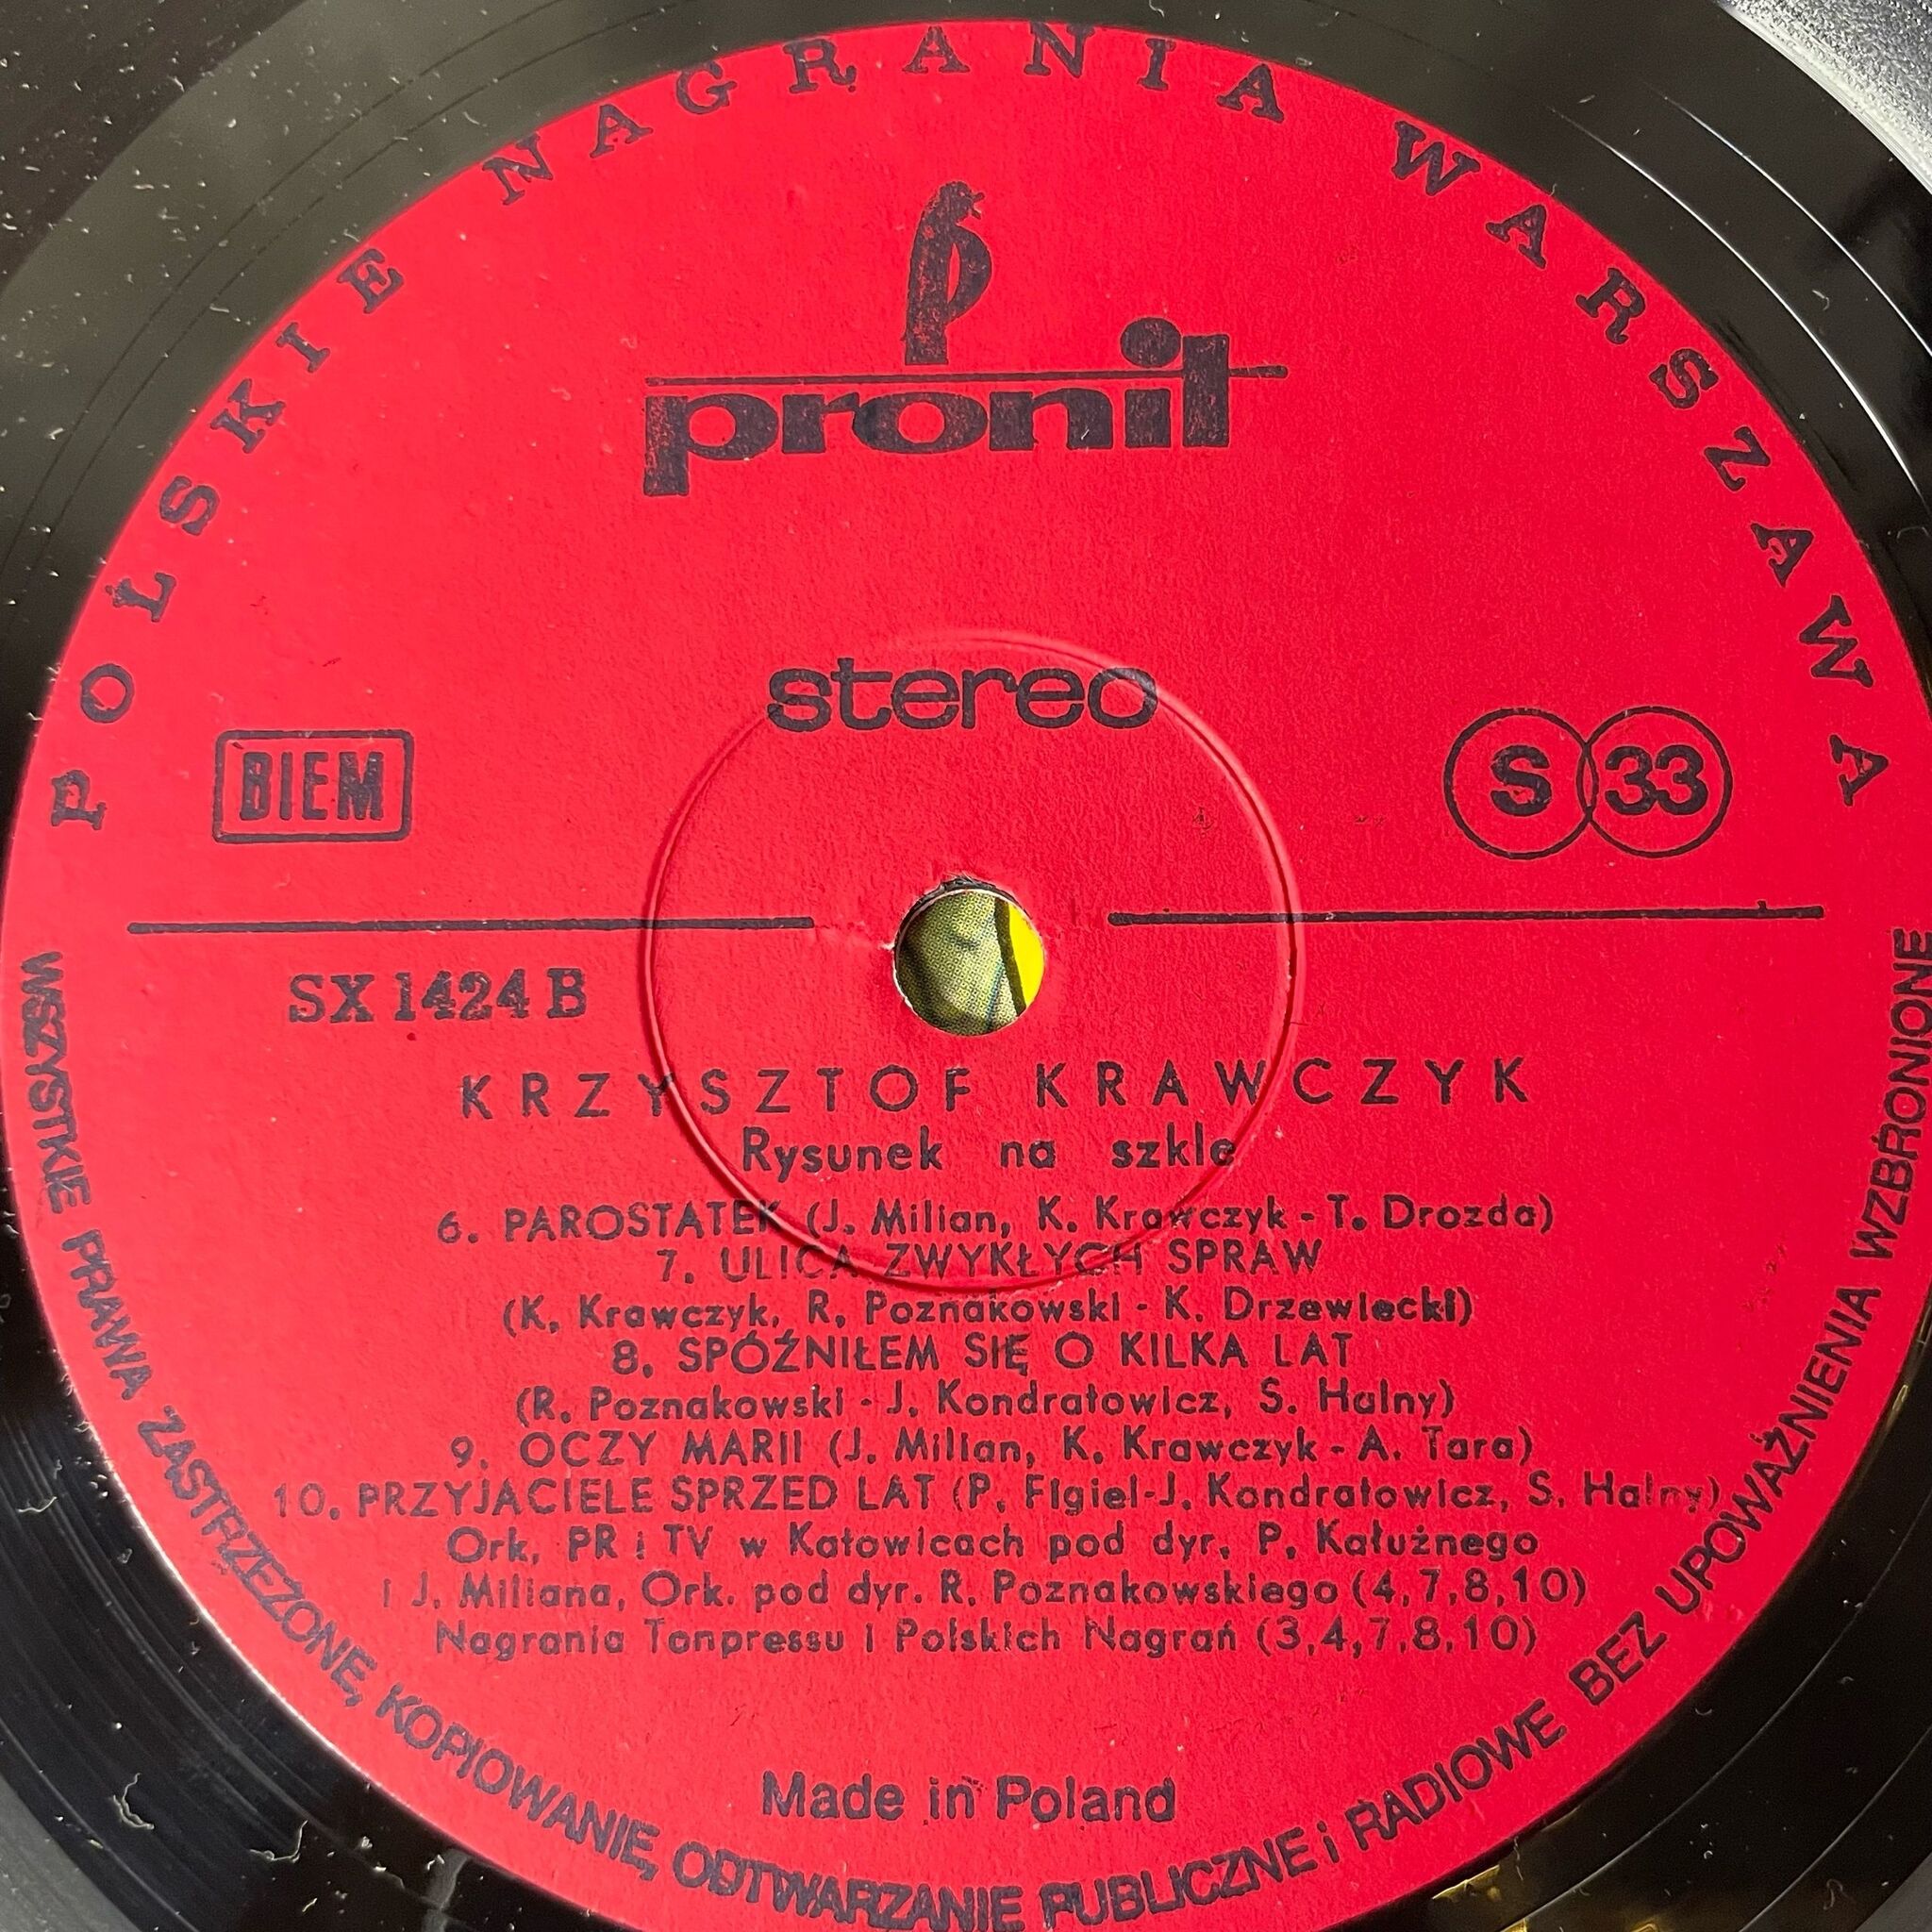 POLSKIE NAGRANIA WARSZAWA
pronit
stereo
BIEM
S 33
SX 1424 B
KRZYSZTOF KRAWCZYK
Rysunek na szkle
6. PAROSTATEK (J. Milian, K. Krawczyk - T. Drozda)
7. ULICA ZWYKŁYCH SPRAW
(K. Krawczyk, R. Poznakowski - K. Drzewiecki)
8. SPÓŹNIŁEM SIĘ O KILKA LAT
(R. Poznakowski - J. Kondratowicz, S. Halny)
9. OCZY MARII (J. Milian, K. Krawczyk - A. Tara)
10. PRZYJACIELE SPRZED LAT (P. Figiel-J. Kondratowicz, S. Halny)
Ork. PR i TV w Katowicach pod dyr. P. Kałużnego
i J. Miliana, Ork. pod dyr. R. Poznakowskiego (4,7,8,10)
Nagrania Tonpressu i Polskich Nagrań (3,4,7,8,10)
Made in Poland
WSZYSTKIE PRAWA ZASTRZEŻONE, KOPIOWANIE, ODTWARZANIE PUBLICZNE i RADIOWE BEZ UPOWAŻNIENIA WZBRONIONE